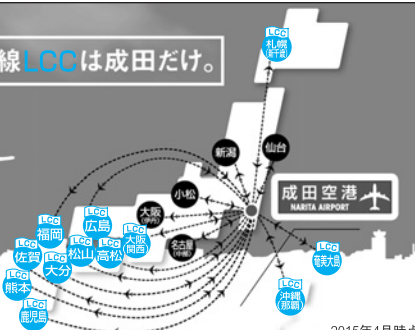 線LCCは成田だけ。
LCC
札幌
(新千歳)
新潟
仙台
小松
成田空港
NARITA AIRPORT
大阪
(伊丹)
LCC
広島
LCC
福岡
LCC
大阪
(関西)
名古屋
(中部)
LCC
佐賀
LCC
松山
LCC
高松
LCC
大分
LCC
奄美大島
LCC
熊本
LCC
沖縄
(那覇)
LCC
鹿児島
2015年4月時点